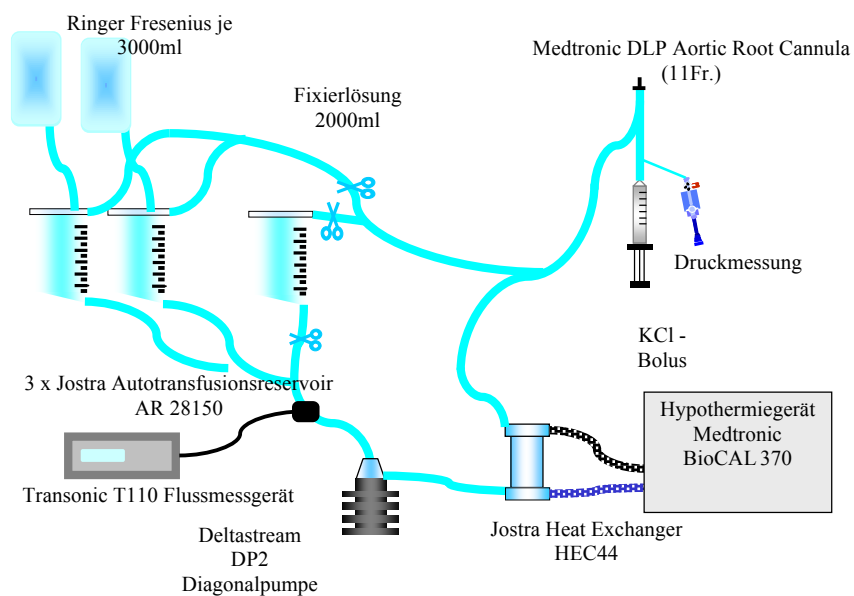 Ringer Fresenius je
3000ml
Medtronic DLP Aortic Root Cannula
(11Fr.)
Fixierlösung
2000ml
Druckmessung
KCl -
Bolus
3 x Jostra Autotransfusionsreservoir
AR 28150
Hypothermiegerät
Medtronic
BioCAL 370
Transonic T110 Flussmessgerät
Jostra Heat Exchanger
HEC44
Deltastream
DP2
Diagonalpumpe